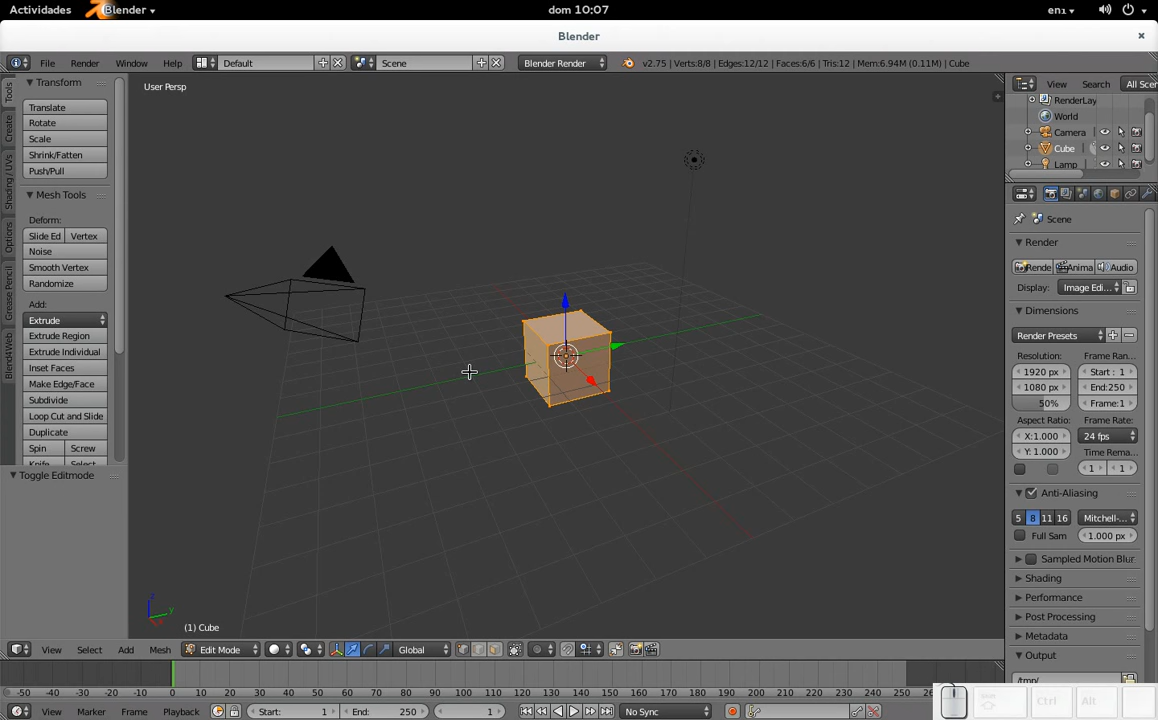 Actividades Blender dom 10:07 en1
Blender
File Render Window Help Default Scene Blender Render v2.75 | Verts:8/8 | Edges:12/12 | Faces:6/6 | Tris:12 | Mem:6.94M (0.11M) | Cube
Transform
Translate
Rotate
Scale
Shrink/Fatten
Push/Pull
Mesh Tools
Deform:
Slide Ed Vertex
Noise
Smooth Vertex
Randomize
Add:
Extrude
Extrude Region
Extrude Individual
Inset Faces
Make Edge/Face
Subdivide
Loop Cut and Slide
Duplicate
Spin Screw
Knife Select
Toggle Editmode
Tools
Create
Shading / UVs
Options
Grease Pencil
Blend4Web
User Persp
z
y
(1) Cube
View Select Add Mesh Edit Mode Global
View Search All Scen
RenderLay
World
Camera
Cube
Lamp
Scene
Render
Rende Anima Audio
Display: Image Edi...
Dimensions
Render Presets
Resolution: Frame Ran...
1920 px Start : 1
1080 px End:250
50% Frame:1
Aspect Ratio: Frame Rate:
X:1.000 24 fps
Y: 1.000 Time Rema...
1 1
Anti-Aliasing
5 8 11 16 Mitchell-...
Full Sam 1.000 px
Sampled Motion Blur
Shading
Performance
Post Processing
Metadata
Output
/tmp/
-50 -40 -30 -20 -10 0 10 20 30 40 50 60 70 80 90 100 110 120 130 140 150 160 170 180 190 200 210 220 230 240 250
View Marker Frame Playback Start: 1 End: 250 1 No Sync
Ctrl Alt